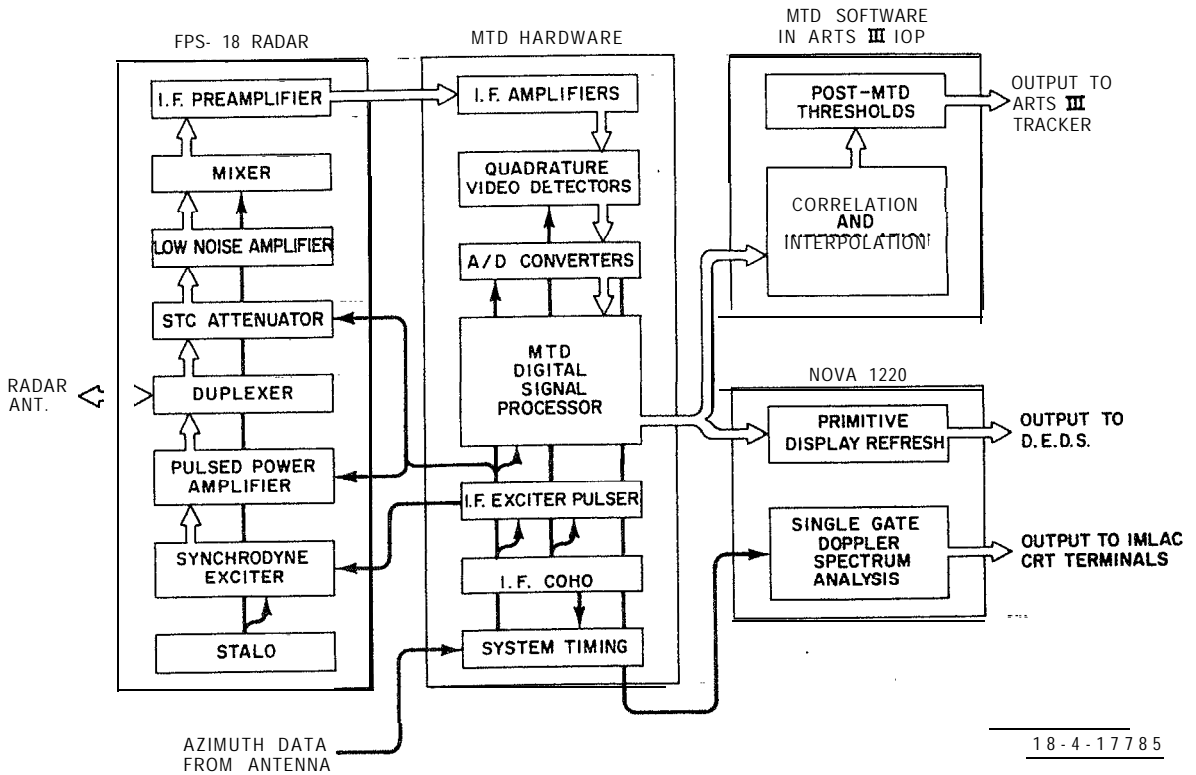 FPS-18 RADAR
I.F. PREAMPLIFIER
MIXER
LOW NOISE AMPLIFIER
STC ATTENUATOR
RADAR
ANT.
DUPLEXER
PULSED POWER
AMPLIFIER
SYNCHRODYNE
EXCITER
STALO
AZIMUTH DATA
FROM ANTENNA
MTD HARDWARE
I.F. AMPLIFIERS
QUADRATURE
VIDEO DETECTORS
A/D CONVERTERS
MTD
DIGITAL
SIGNAL
PROCESSOR
I.F. EXCITER PULSER
I.F. COHO
SYSTEM TIMING
MTD SOFTWARE
IN ARTS III IOP
POST-MTD
THRESHOLDS
OUTPUT TO
ARTS III
TRACKER
CORRELATION
AND
INTERPOLATION
NOVA 1220
PRIMITIVE
DISPLAY REFRESH
OUTPUT TO
D.E.D.S.
SINGLE GATE
DOPPLER
SPECTRUM
ANALYSIS
OUTPUT TO IMLAC
CRT TERMINALS
18-4-17785